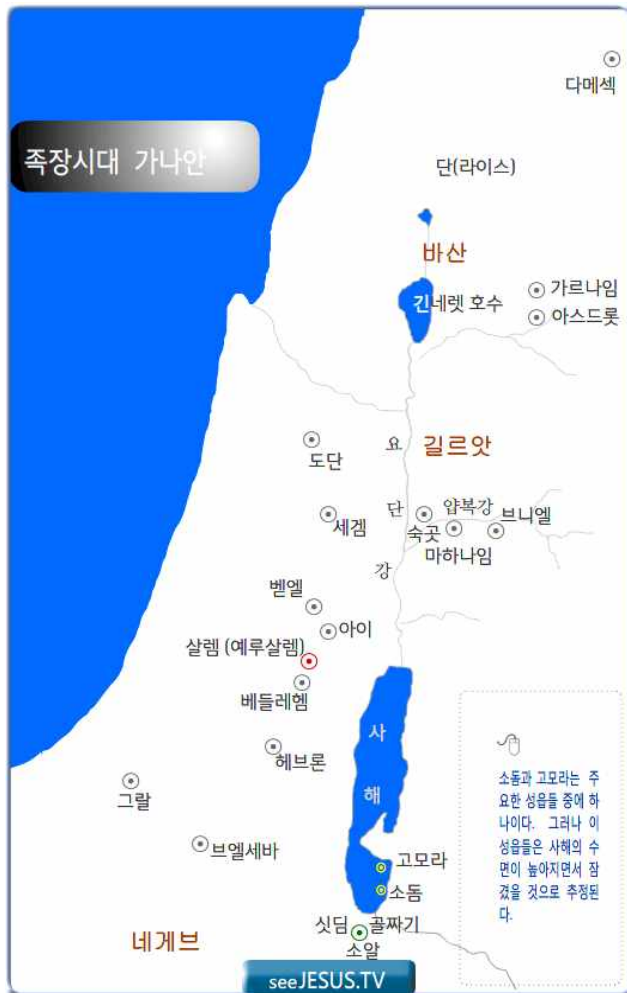 다메섹
족장시대 가나안
단(라이스)
바산
긴네렛 호수
가르나임
아스드롯
도단
요단강
길르앗
세겜
얍복강
숙곳
브니엘
마하나임
벧엘
아이
살렘 (예루살렘)
베들레헴
사해
헤브론
그랄
브엘세바
고모라
소돔
싯딤 골짜기
소알
네게브
소돔과 고모라는 주
요한 성읍들 중에 하
나이다. 그러나 이
성읍들은 사해의 수
면이 높아지면서 잠
겼을 것으로 추정된
다.
seeJESUS.TV